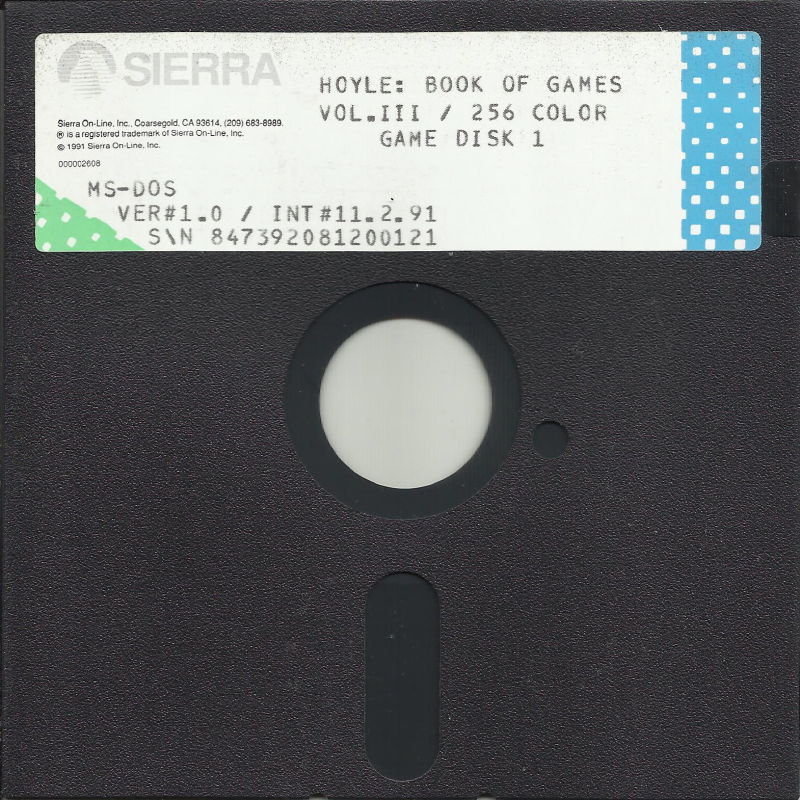 SIERRA
HOYLE: BOOK OF GAMES
VOL.III / 256 COLOR
GAME DISK 1
Sierra On-Line, Inc., Coarsegold, CA 93614, (209) 683-8989.
® is a registered trademark of Sierra On-Line, Inc.
© 1991 Sierra On-Line, Inc.
000002608
MS-DOS
VER#1.0 / INT#11.2.91
S\N 847392081200121